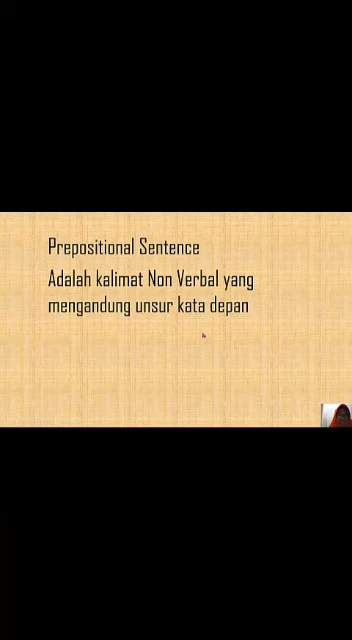 Prepositional Sentence
Adalah kalimat Non Verbal yang
mengandung unsur kata depan